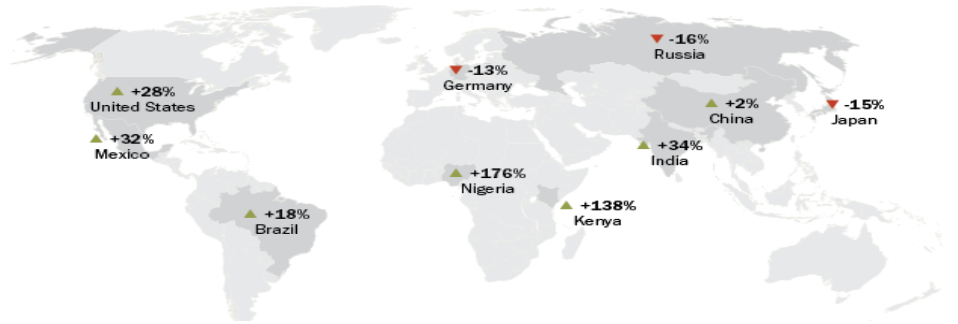 -16%
Russia
-13%
Germany
+28%
United States
+2%
China
-15%
Japan
+32%
Mexico
+34%
India
+176%
Nigeria
+138%
Kenya
+18%
Brazil